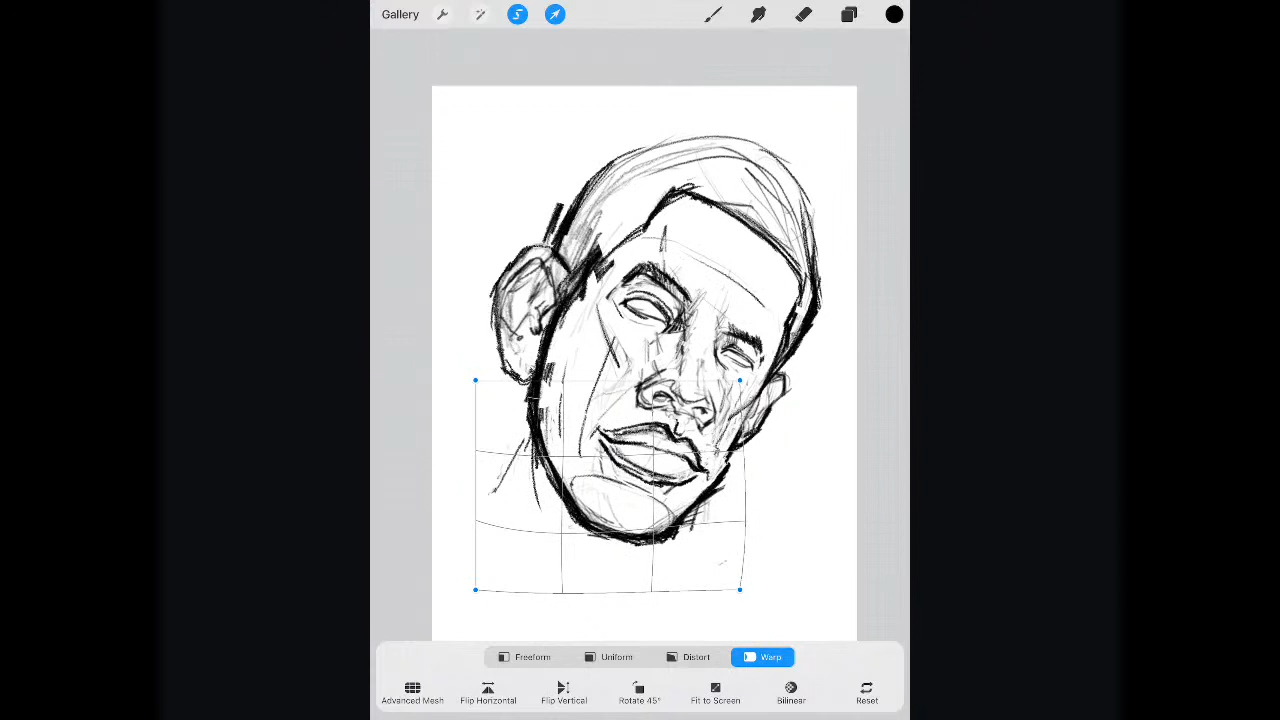 Gallery
Freeform Uniform Distort Warp
Advanced Mesh Flip Horizontal Flip Vertical Rotate 45° Fit to Screen Bilinear Reset